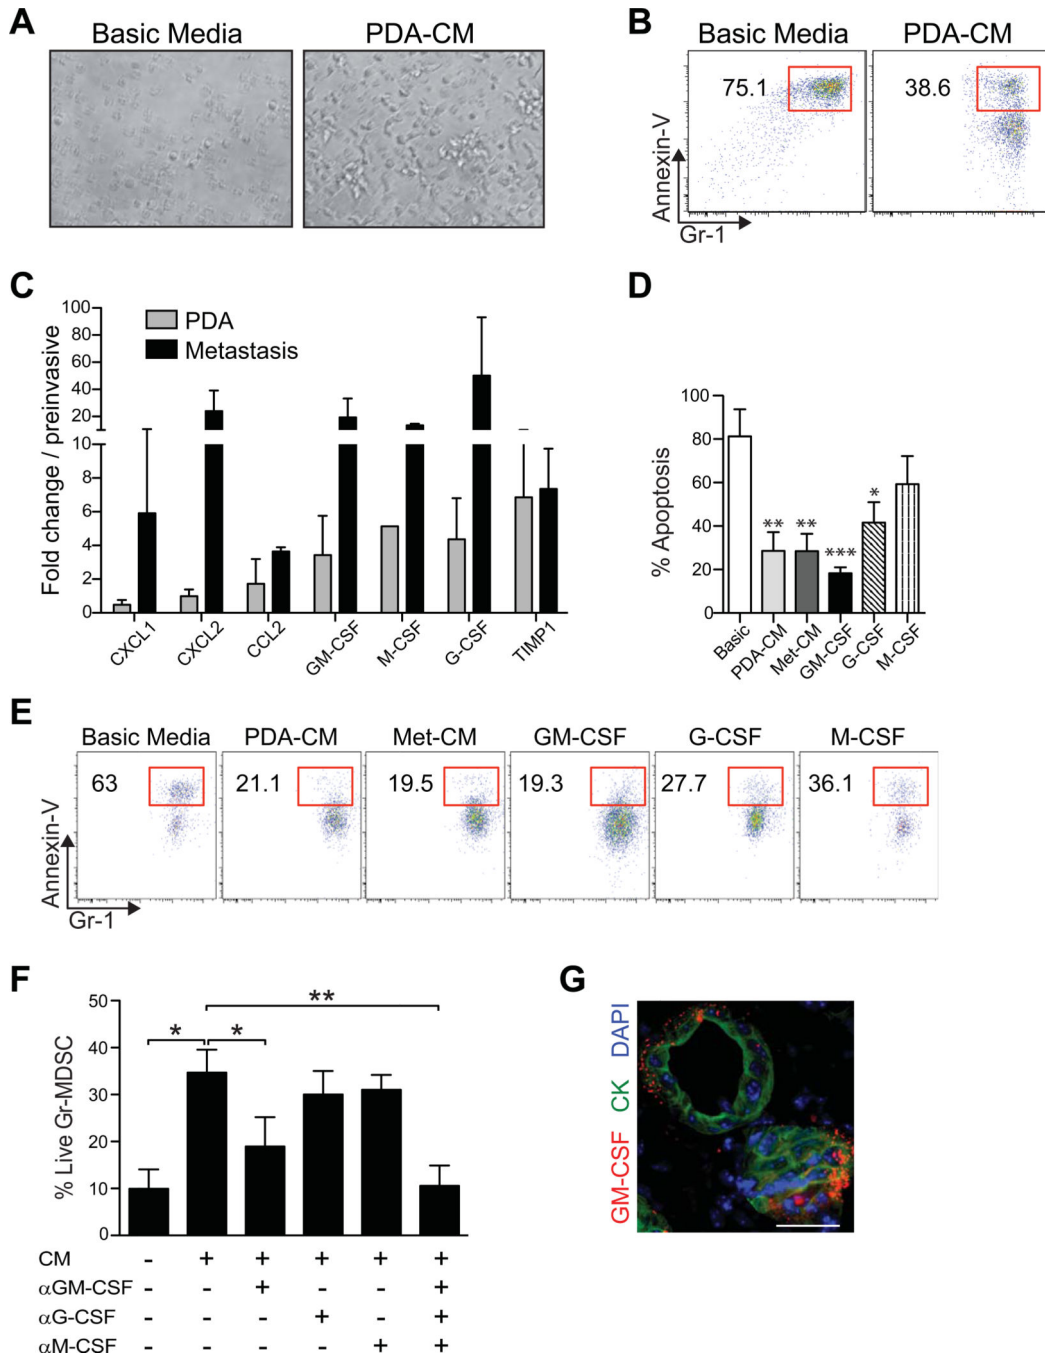 A
Basic Media PDA-CM
B
Basic Media PDA-CM
75.1 38.6
Annexin-V
Gr-1
C
Fold change / preinvasive
100
80
60
40
20
10
8
6
4
2
0
PDA
Metastasis
CXCL1 CXCL2 CCL2 GM-CSF M-CSF G-CSF TIMP1
D
% Apoptosis
100
80
60
40
20
0
** ** *** *
Basic PDA-CM Met-CM GM-CSF G-CSF M-CSF
E
Basic Media PDA-CM Met-CM GM-CSF G-CSF M-CSF
63 21.1 19.5 19.3 27.7 36.1
Annexin-V
Gr-1
F
% Live Gr-MDSC
50
40
30
20
10
0
**
* *
CM - + + + + +
αGM-CSF - - + - - +
αG-CSF - - - + - +
αM-CSF - - - - + +
G
GM-CSF CK DAPI